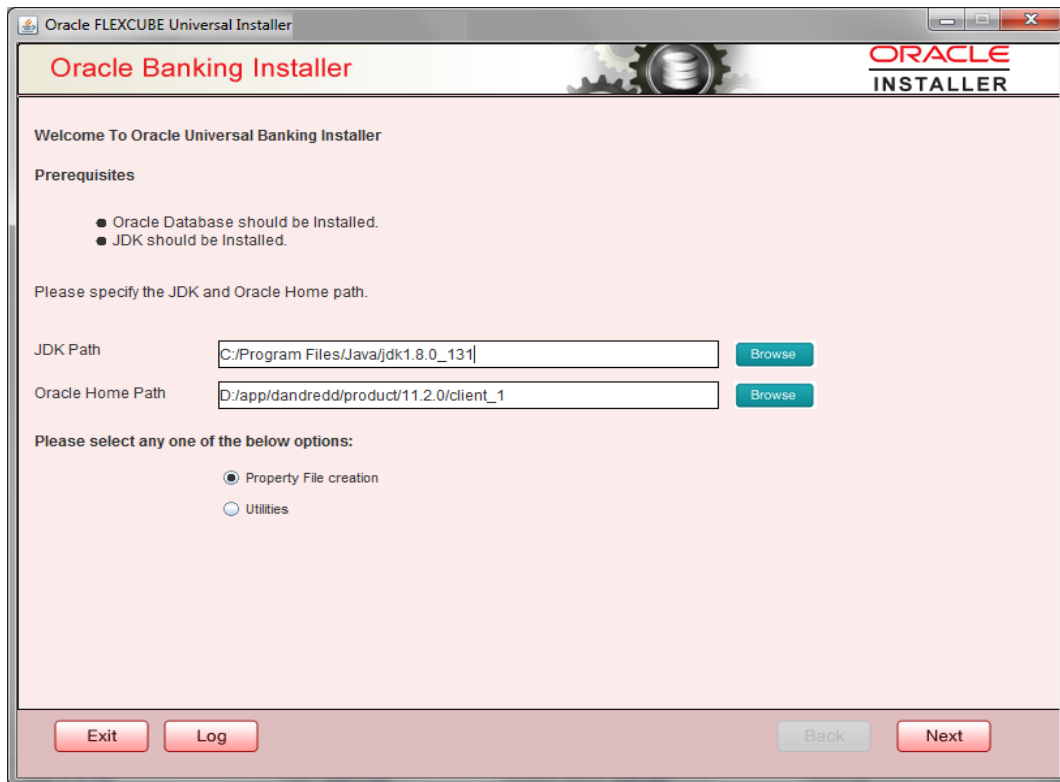 Oracle FLEXCUBE Universal Installer
Oracle Banking Installer
ORACLE
INSTALLER
Welcome To Oracle Universal Banking Installer
Prerequisites
Oracle Database should be Installed.
JDK should be Installed.
Please specify the JDK and Oracle Home path.
JDK Path C:/Program Files/Java/jdk1.8.0_131 Browse
Oracle Home Path D:/app/dandredd/product/11.2.0/client_1 Browse
Please select any one of the below options:
Property File creation
Utilities
Exit Log Back Next